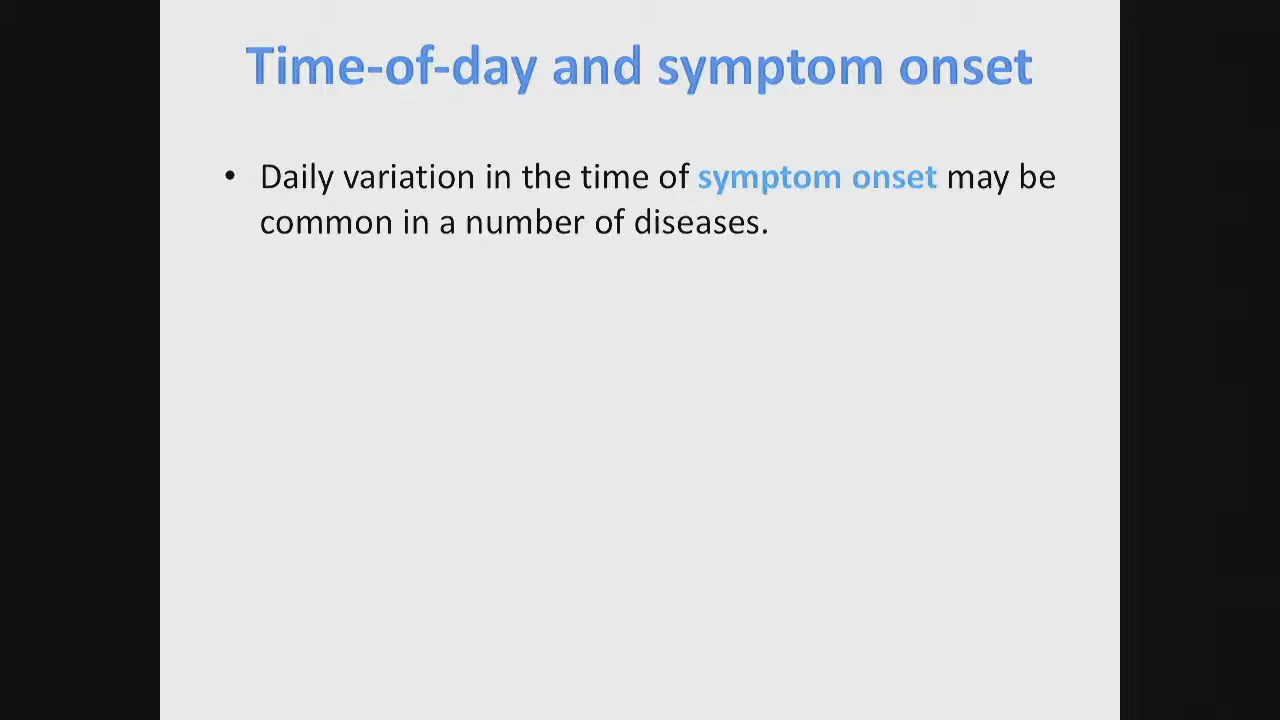 Time-of-day and symptom onset
• Daily variation in the time of symptom onset may be
common in a number of diseases.